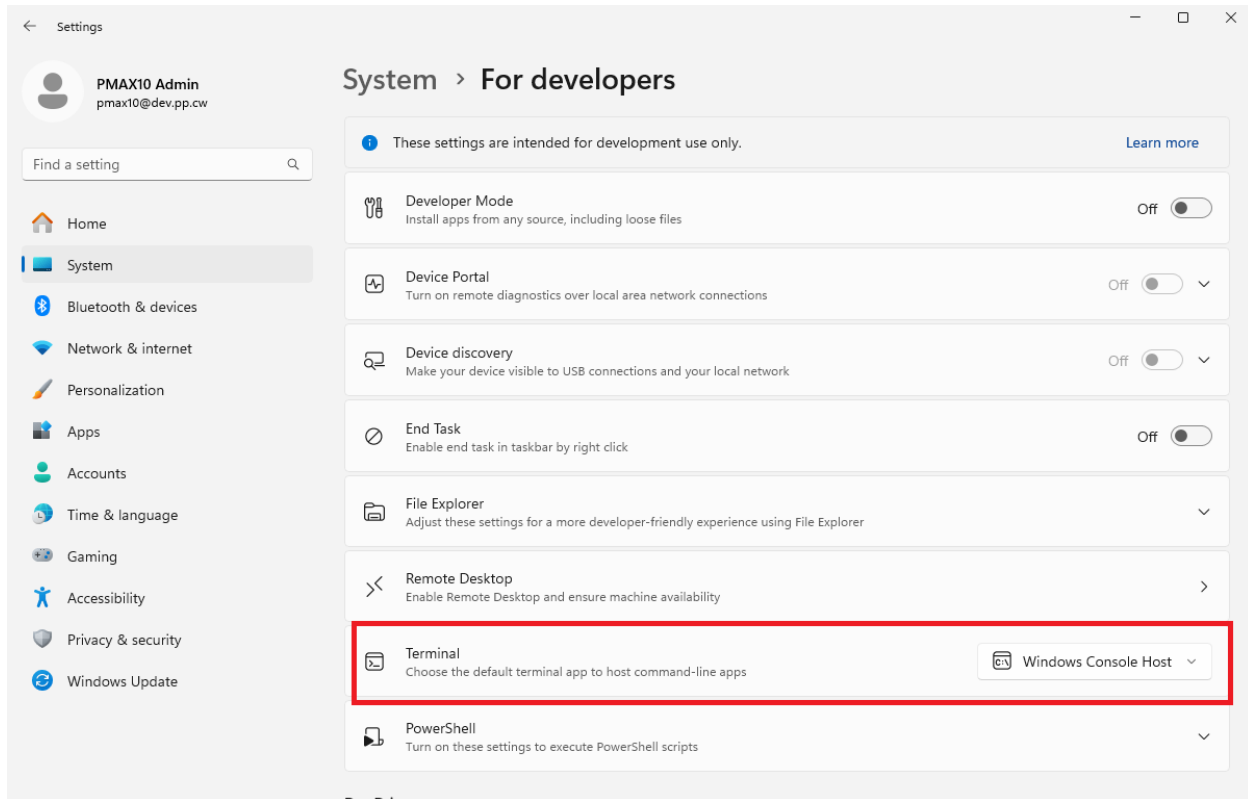 Settings
PMAX10 Admin
pmax10@dev.pp.cw
Find a setting
Home
System
Bluetooth & devices
Network & internet
Personalization
Apps
Accounts
Time & language
Gaming
Accessibility
Privacy & security
Windows Update
System > For developers
These settings are intended for development use only. Learn more
Developer Mode
Install apps from any source, including loose files
Off
Device Portal
Turn on remote diagnostics over local area network connections
Off
Device discovery
Make your device visible to USB connections and your local network
Off
End Task
Enable end task in taskbar by right click
Off
File Explorer
Adjust these settings for a more developer-friendly experience using File Explorer
Remote Desktop
Enable Remote Desktop and ensure machine availability
Terminal
Choose the default terminal app to host command-line apps
Windows Console Host
PowerShell
Turn on these settings to execute PowerShell scripts